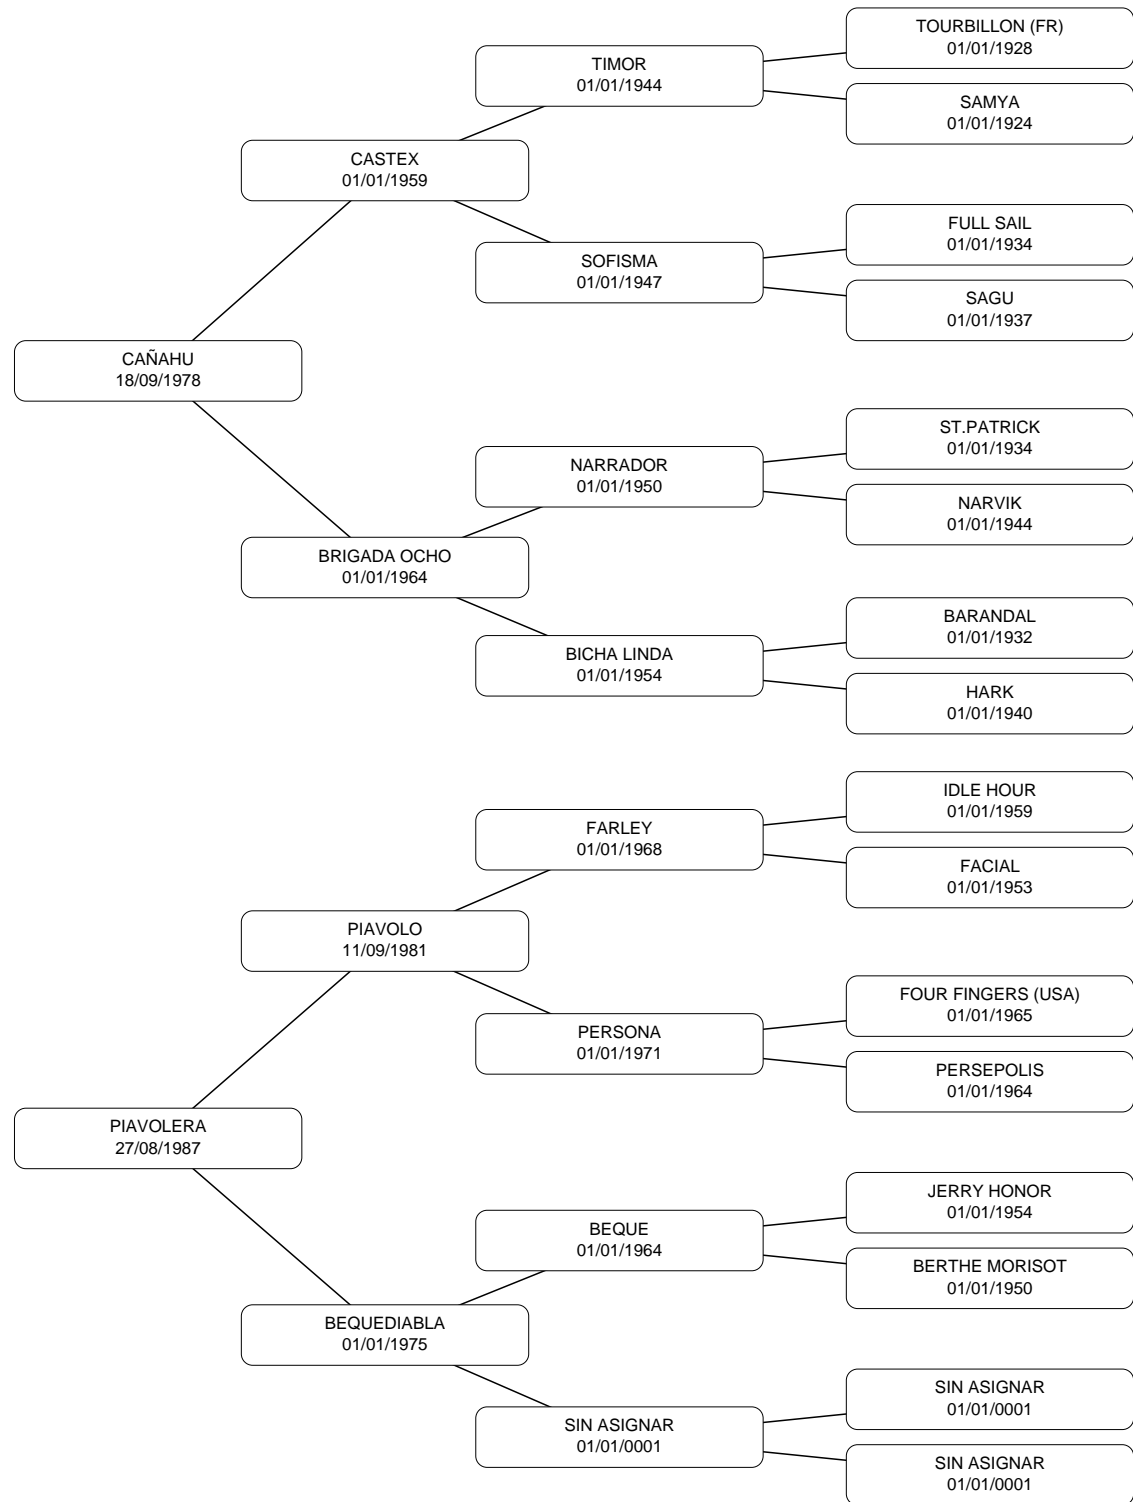 TOURBILLON (FR)
01/01/1928
TIMOR
01/01/1944
SAMYA
01/01/1924
CASTEX
01/01/1959
FULL SAIL
01/01/1934
SOFISMA
01/01/1947
SAGU
01/01/1937
CAÑAHU
18/09/1978
ST.PATRICK
01/01/1934
NARRADOR
01/01/1950
NARVIK
01/01/1944
BRIGADA OCHO
01/01/1964
BARANDAL
01/01/1932
BICHA LINDA
01/01/1954
HARK
01/01/1940
IDLE HOUR
01/01/1959
FARLEY
01/01/1968
FACIAL
01/01/1953
PIAVOLO
11/09/1981
FOUR FINGERS (USA)
01/01/1965
PERSONA
01/01/1971
PERSEPOLIS
01/01/1964
PIAVOLERA
27/08/1987
JERRY HONOR
01/01/1954
BEQUE
01/01/1964
BERTHE MORISOT
01/01/1950
BEQUEDIABLA
01/01/1975
SIN ASIGNAR
01/01/0001
SIN ASIGNAR
01/01/0001
SIN ASIGNAR
01/01/0001